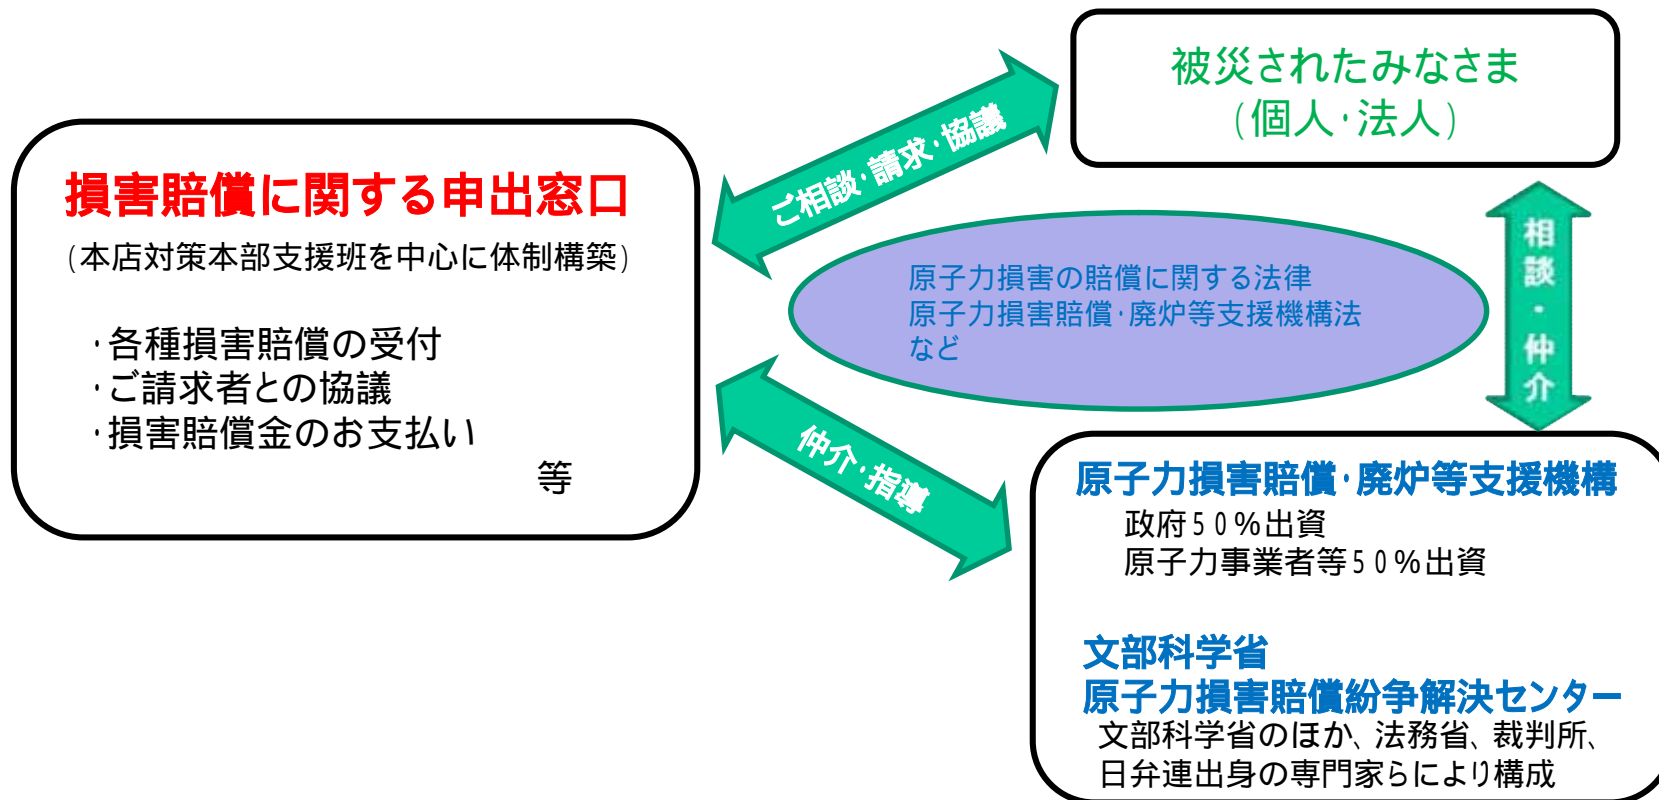 被災されたみなさま
(個人・法人)
ご相談・請求・協議
損害賠償に関する申出窓口
(本店対策本部支援班を中心に体制構築)
・各種損害賠償の受付
・ご請求者との協議
・損害賠償金のお支払い
等
原子力損害の賠償に関する法律
原子力損害賠償・廃炉等支援機構法
など
相談・仲介
仲介・指導
原子力損害賠償・廃炉等支援機構
政府50%出資
原子力事業者等50%出資
文部科学省
原子力損害賠償紛争解決センター
文部科学省のほか、法務省、裁判所、
日弁連出身の専門家らにより構成